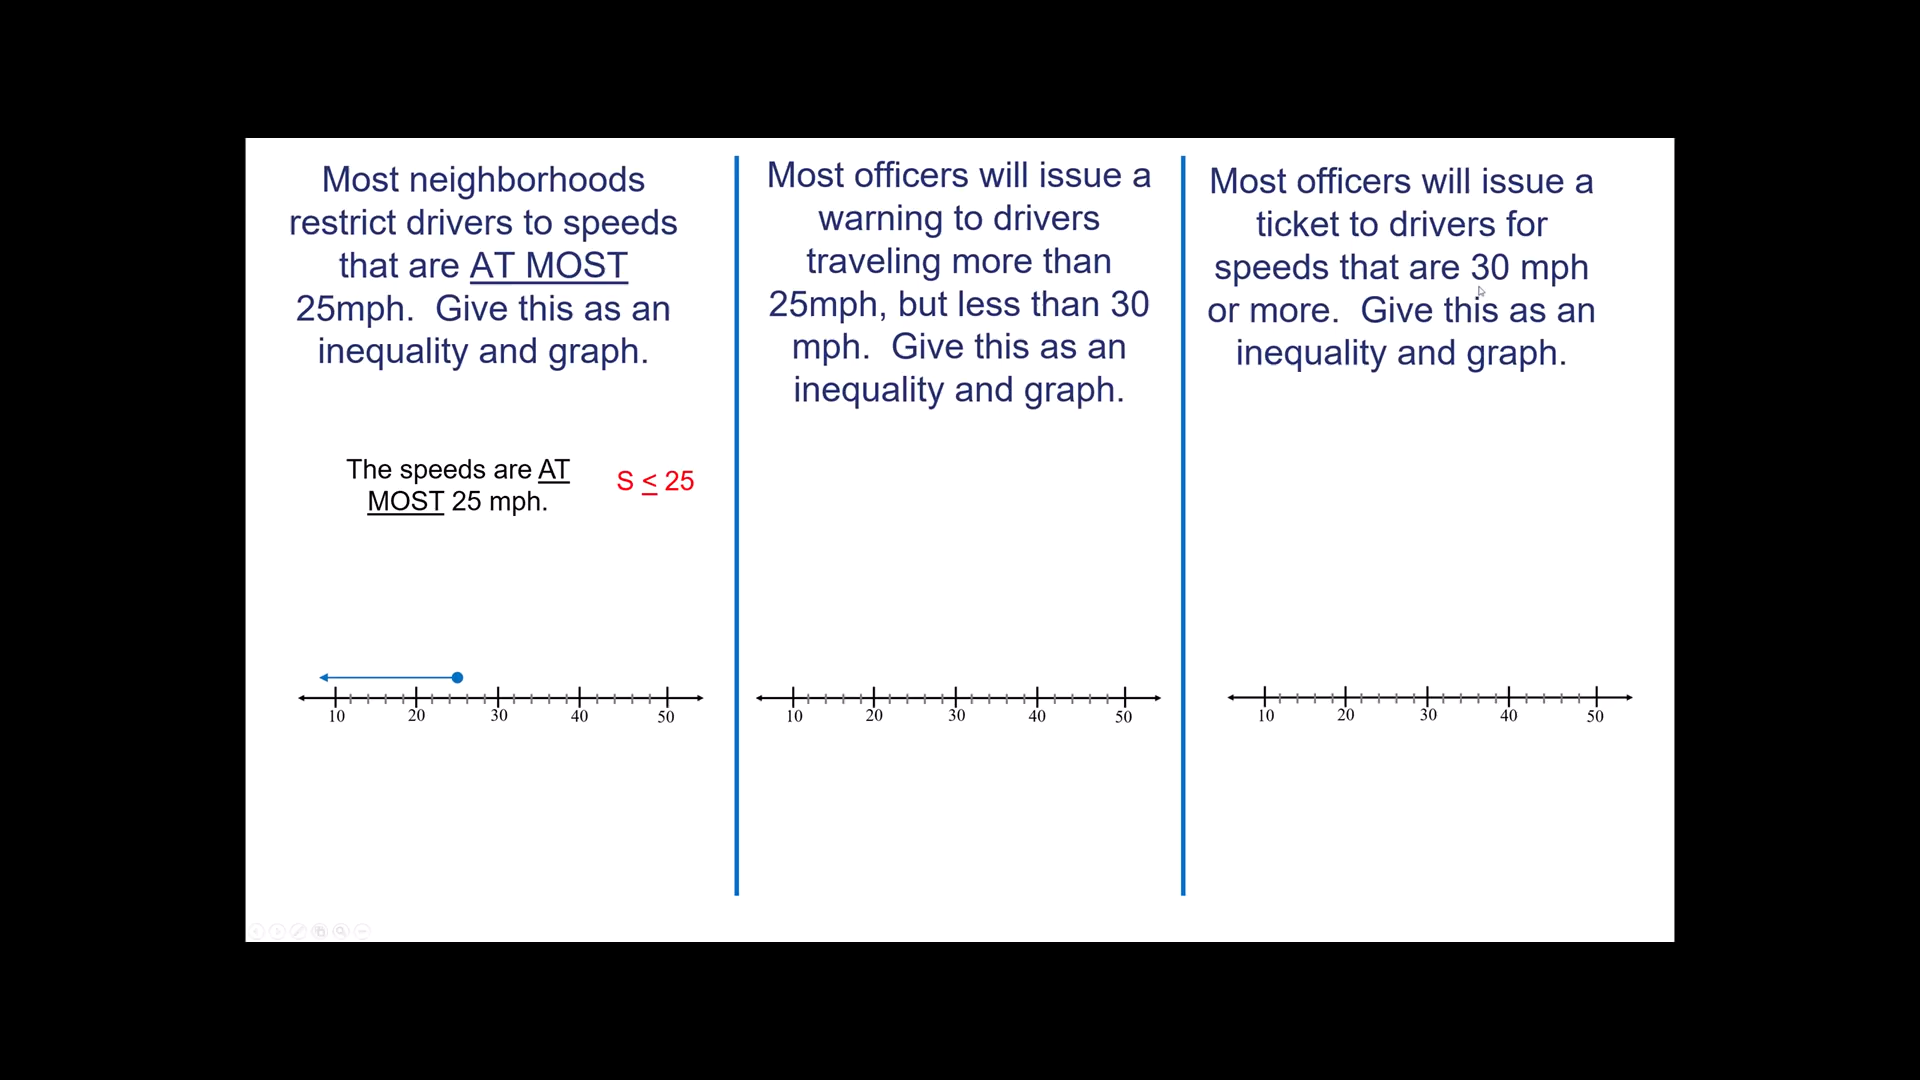 Most neighborhoods
restrict drivers to speeds
that are AT MOST
25mph.  Give this as an
inequality and graph.
The speeds are AT
MOST 25 mph.
S ≤ 25
10 20 30 40 50
Most officers will issue a
warning to drivers
traveling more than
25mph, but less than 30
mph.  Give this as an
inequality and graph.
10 20 30 40 50
Most officers will issue a
ticket to drivers for
speeds that are 30 mph
or more.  Give this as an
inequality and graph.
10 20 30 40 50